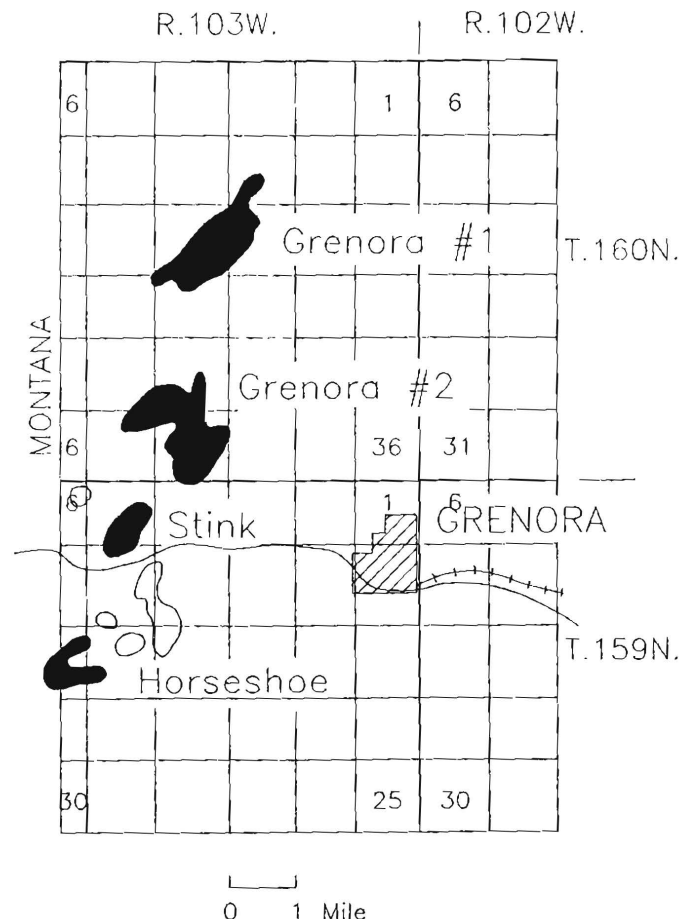 R.103W. R.102W.
6 1 6
Grenora #1
T.160N.
MONTANA
Grenora #2
6 36 31
6 1 6
Stink GRENORA
T.159N.
Horseshoe
30 25 30
0 1 Mile